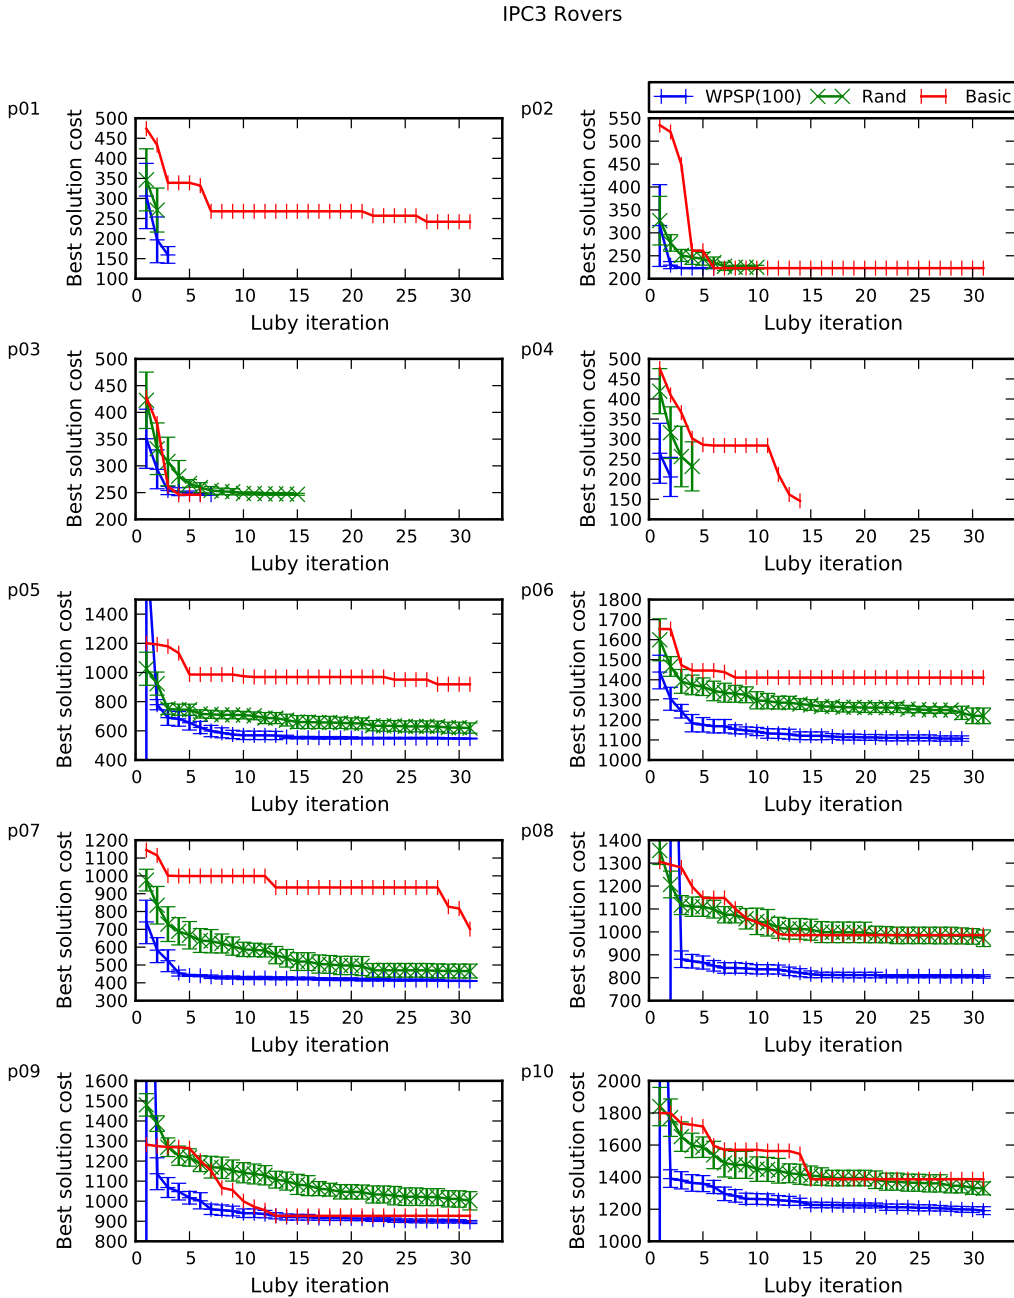 IPC3 Rovers
WPSP(100) Rand Basic
p01
Best solution cost
500
450
400
350
300
250
200
150
100
0 5 10 15 20 25 30
Luby iteration
p02
Best solution cost
550
500
450
400
350
300
250
200
0 5 10 15 20 25 30
Luby iteration
p03
Best solution cost
500
450
400
350
300
250
200
0 5 10 15 20 25 30
Luby iteration
p04
Best solution cost
500
450
400
350
300
250
200
150
100
0 5 10 15 20 25 30
Luby iteration
p05
Best solution cost
1400
1200
1000
800
600
400
0 5 10 15 20 25 30
Luby iteration
p06
Best solution cost
1800
1700
1600
1500
1400
1300
1200
1100
1000
0 5 10 15 20 25 30
Luby iteration
p07
Best solution cost
1200
1100
1000
900
800
700
600
500
400
300
0 5 10 15 20 25 30
Luby iteration
p08
Best solution cost
1400
1300
1200
1100
1000
900
800
700
0 5 10 15 20 25 30
Luby iteration
p09
Best solution cost
1600
1500
1400
1300
1200
1100
1000
900
800
0 5 10 15 20 25 30
Luby iteration
p10
Best solution cost
2000
1800
1600
1400
1200
1000
0 5 10 15 20 25 30
Luby iteration